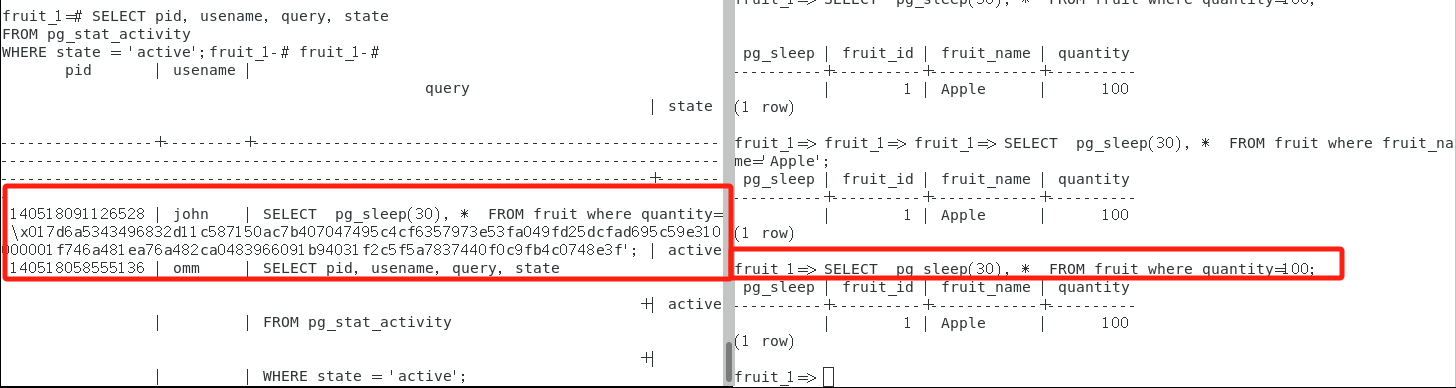 fruit_1=# SELECT pid, usename, query, state
FROM pg_stat_activity
WHERE state = 'active';fruit_1-# fruit_1-#
pid | usename |
query
| state
-------------------+---------+---------------------------------------------------------
------------------------------------------------------------------------------------------
---------------------------------------------------------------------------------+-------
140518091126528 | john | SELECT pg_sleep(30), * FROM fruit where quantity=
\x017d6a5343496832d11c587150ac7b407047495c4cf6357973e53fa049fd25dcfad695c59e310
000001f746a481ea76a482ca0483966091b94031f2c5f5a7837440f0c9fb4c0748e3f'; | active
140518058555136 | omm | SELECT pid, usename, query, state
+| active
| | FROM pg_stat_activity
+|
| | WHERE state = 'active';
fruit_1=> SELECT pg_sleep(30), * FROM fruit where quantity=100;
pg_sleep | fruit_id | fruit_name | quantity
----------+----------+------------+----------
| 1 | Apple | 100
(1 row)
fruit_1=> fruit_1=> fruit_1=> SELECT pg_sleep(30), * FROM fruit where fruit_na
me='Apple';
pg_sleep | fruit_id | fruit_name | quantity
----------+----------+------------+----------
| 1 | Apple | 100
(1 row)
fruit_1=> SELECT pg_sleep(30), * FROM fruit where quantity=100;
pg_sleep | fruit_id | fruit_name | quantity
----------+----------+------------+----------
| 1 | Apple | 100
(1 row)
fruit_1=>